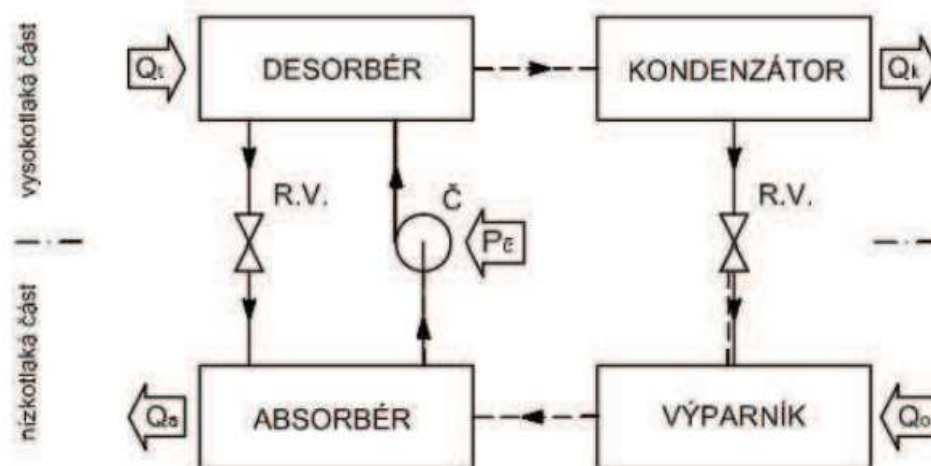 vysokotlaká část
Qt
DESORBÉR
KONDENZÁTOR
Qk
R.V.
Č
Pč
R.V.
nízkotlaká část
Qa
ABSORBÉR
VÝPARNÍK
Qo